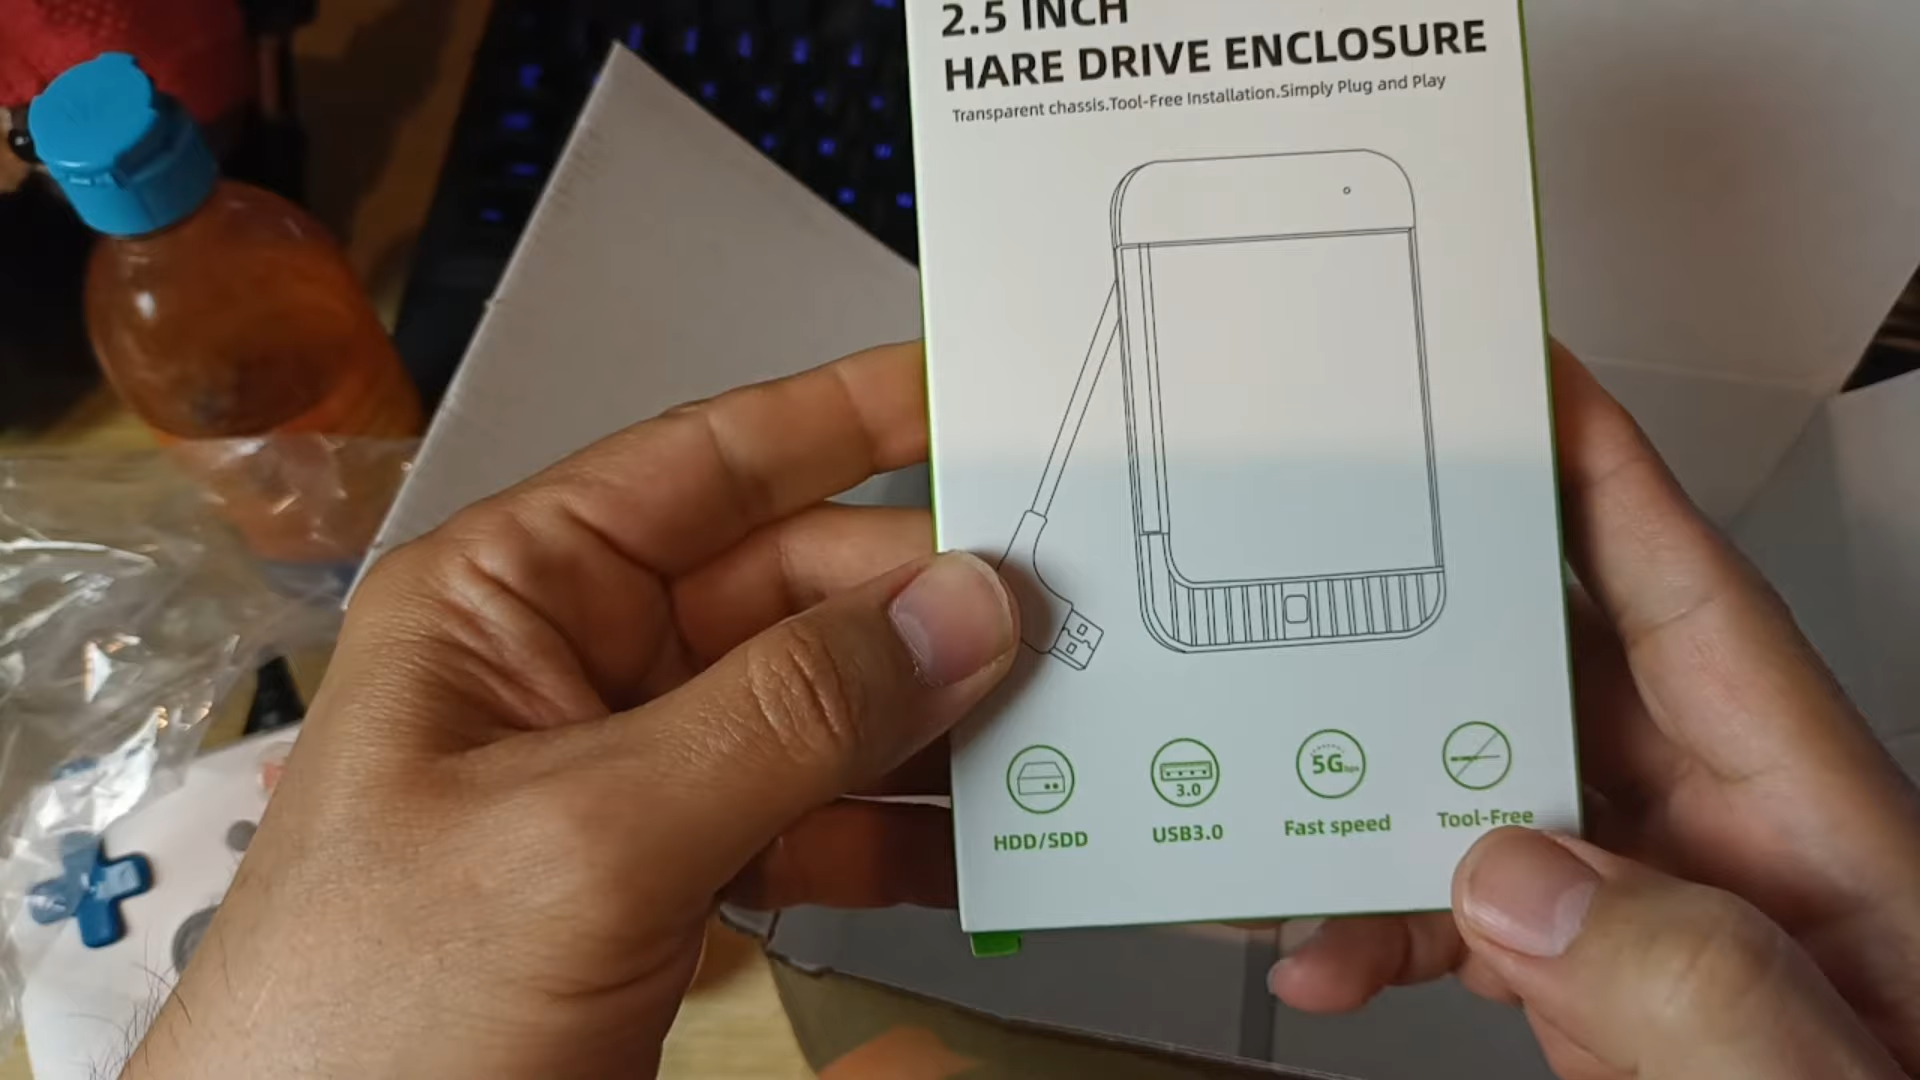 2.5 INCH
HARE DRIVE ENCLOSURE
Transparent chassis.Tool-Free Installation.Simply Plug and Play
3.0
5Gbps
HDD/SDD
USB3.0
Fast speed
Tool-Free